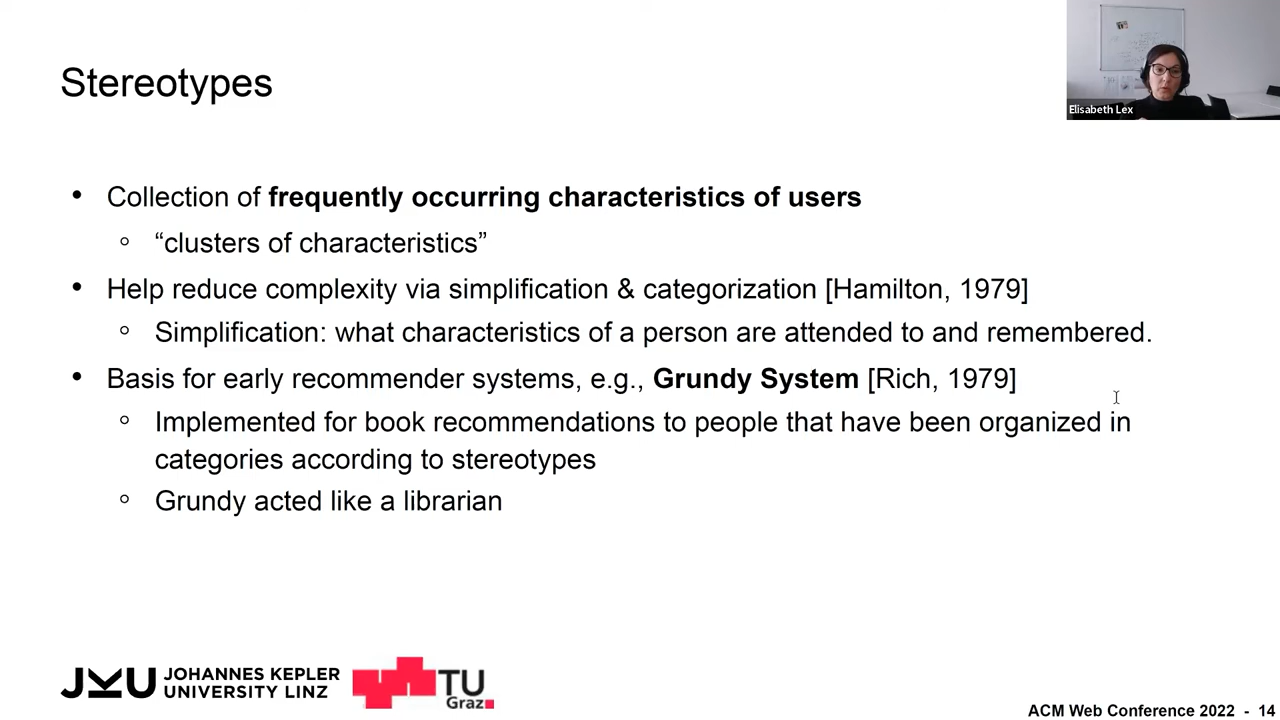 Stereotypes
Elisabeth Lex
• Collection of frequently occurring characteristics of users
○ “clusters of characteristics”
• Help reduce complexity via simplification & categorization [Hamilton, 1979]
○ Simplification: what characteristics of a person are attended to and remembered.
• Basis for early recommender systems, e.g., Grundy System [Rich, 1979]
○ Implemented for book recommendations to people that have been organized in
categories according to stereotypes
○ Grundy acted like a librarian
JKU JOHANNES KEPLER
UNIVERSITY LINZ
TU
Graz
ACM Web Conference 2022 - 14